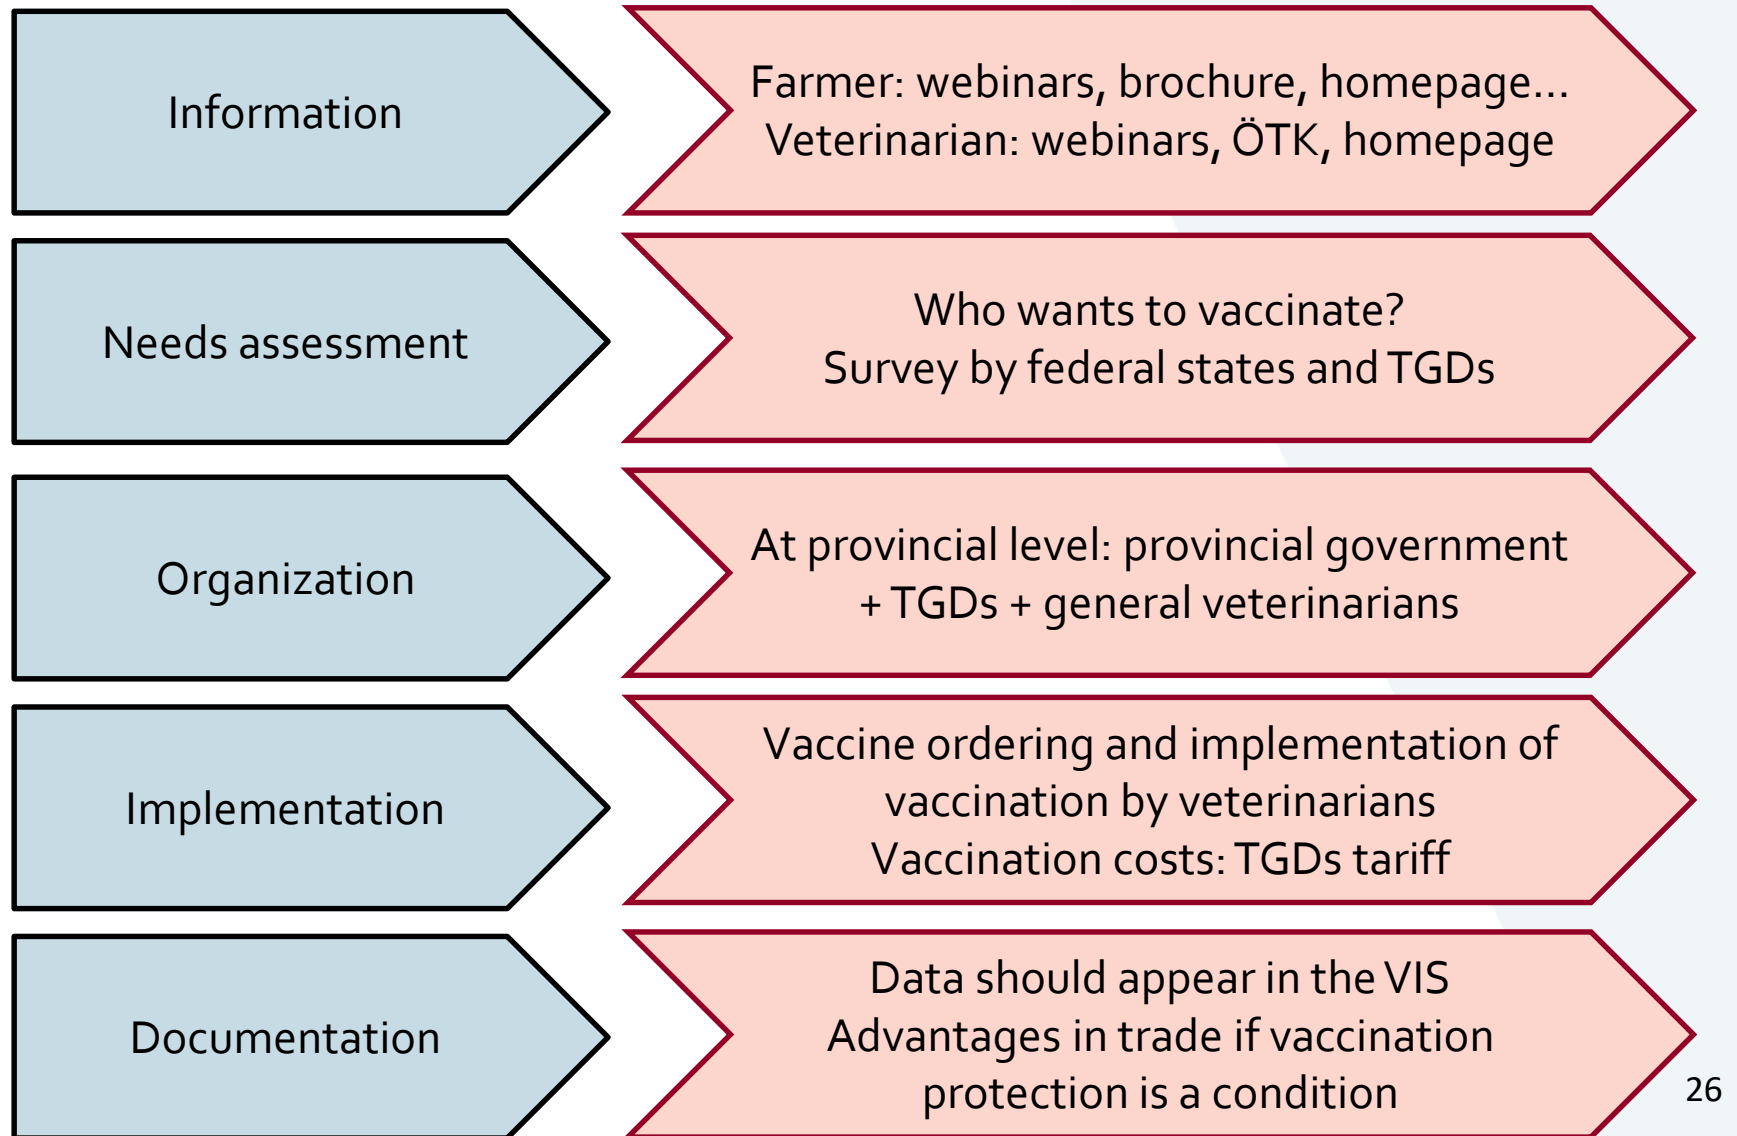 Information
Farmer: webinars, brochure, homepage…
Veterinarian: webinars, ÖTK, homepage
Needs assessment
Who wants to vaccinate?
Survey by federal states and TGDs
Organization
At provincial level: provincial government
+ TGDs + general veterinarians
Implementation
Vaccine ordering and implementation of
vaccination by veterinarians
Vaccination costs: TGDs tariff
Documentation
Data should appear in the VIS
Advantages in trade if vaccination
protection is a condition
26